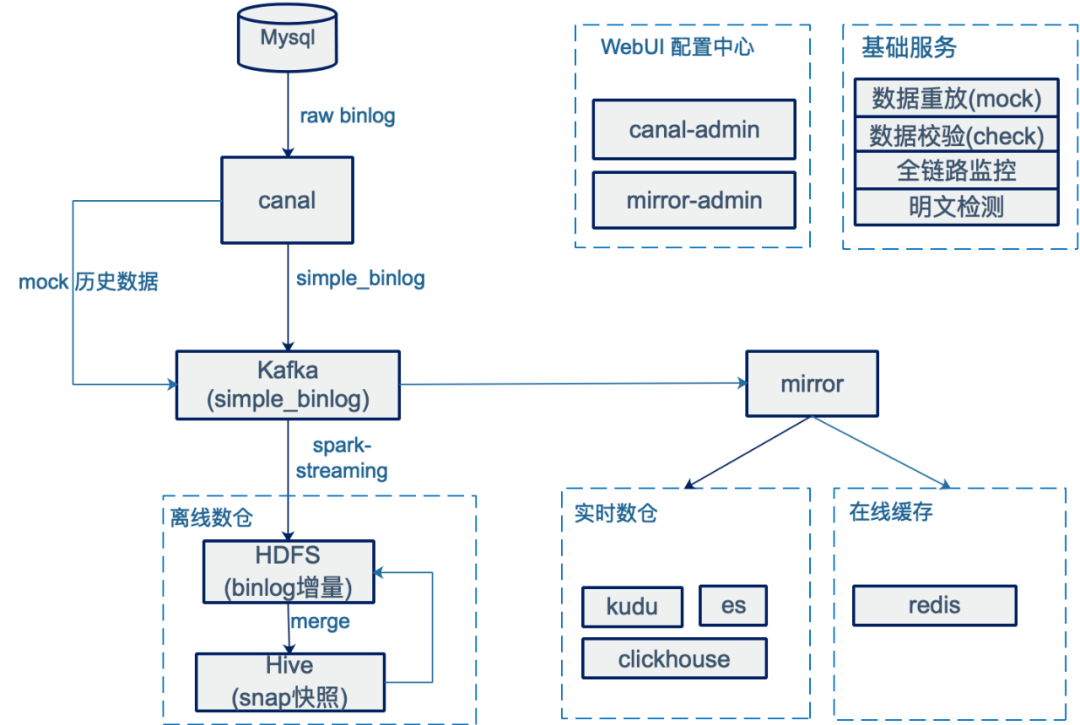 Mysql
raw binlog
canal
mock 历史数据
simple_binlog
Kafka
(simple_binlog)
spark-
streaming
离线数仓
HDFS
(binlog增量)
merge
Hive
(snap快照)
WebUI 配置中心
canal-admin
mirror-admin
基础服务
数据重放(mock)
数据校验(check)
全链路监控
明文检测
mirror
实时数仓
kudu
es
clickhouse
在线缓存
redis